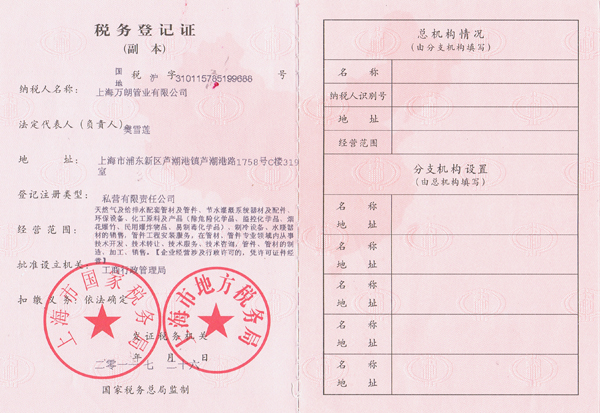 税务登记证
(副 本)
国
地
税 沪 字 310115785199688 号
纳税人名称: 上海万朗管业有限公司
法定代表人(负责人): 奠雪莲
地 址: 上海市浦东新区芦潮港镇芦潮港路1758号C楼319
室
登记注册类型: 私营有限责任公司
天然气及给排水配套管材及管件、节水灌溉系统器材及配件、
环保设备、化工原料及产品(除危险化学品、监控化学品、烟
花爆竹、民用爆炸物品、易制毒化学品)、制冷设备、水暖器
经营范围: 材的销售,管件工程安装服务,在管材、管件专业领域内从事
技术开发、技术转让、技术服务、技术咨询,管件、管材的制
造、加工、销售。【企业经营涉及行政许可的,凭许可证件经
营】
批准设立机关: 工商行政管理局
扣缴义务: 依法确定
上海市国家税务局
上海市地方税务局
发证税务机关
年 月 日
二零一一 七 二十六
国家税务总局监制
总机构情况
(由分支机构填写)
名 称
纳税人识别号
地 址
经营范围
分支机构设置
(由总机构填写)
名 称
地 址
名 称
地 址
名 称
地 址
名 称
地 址
名 称
地 址